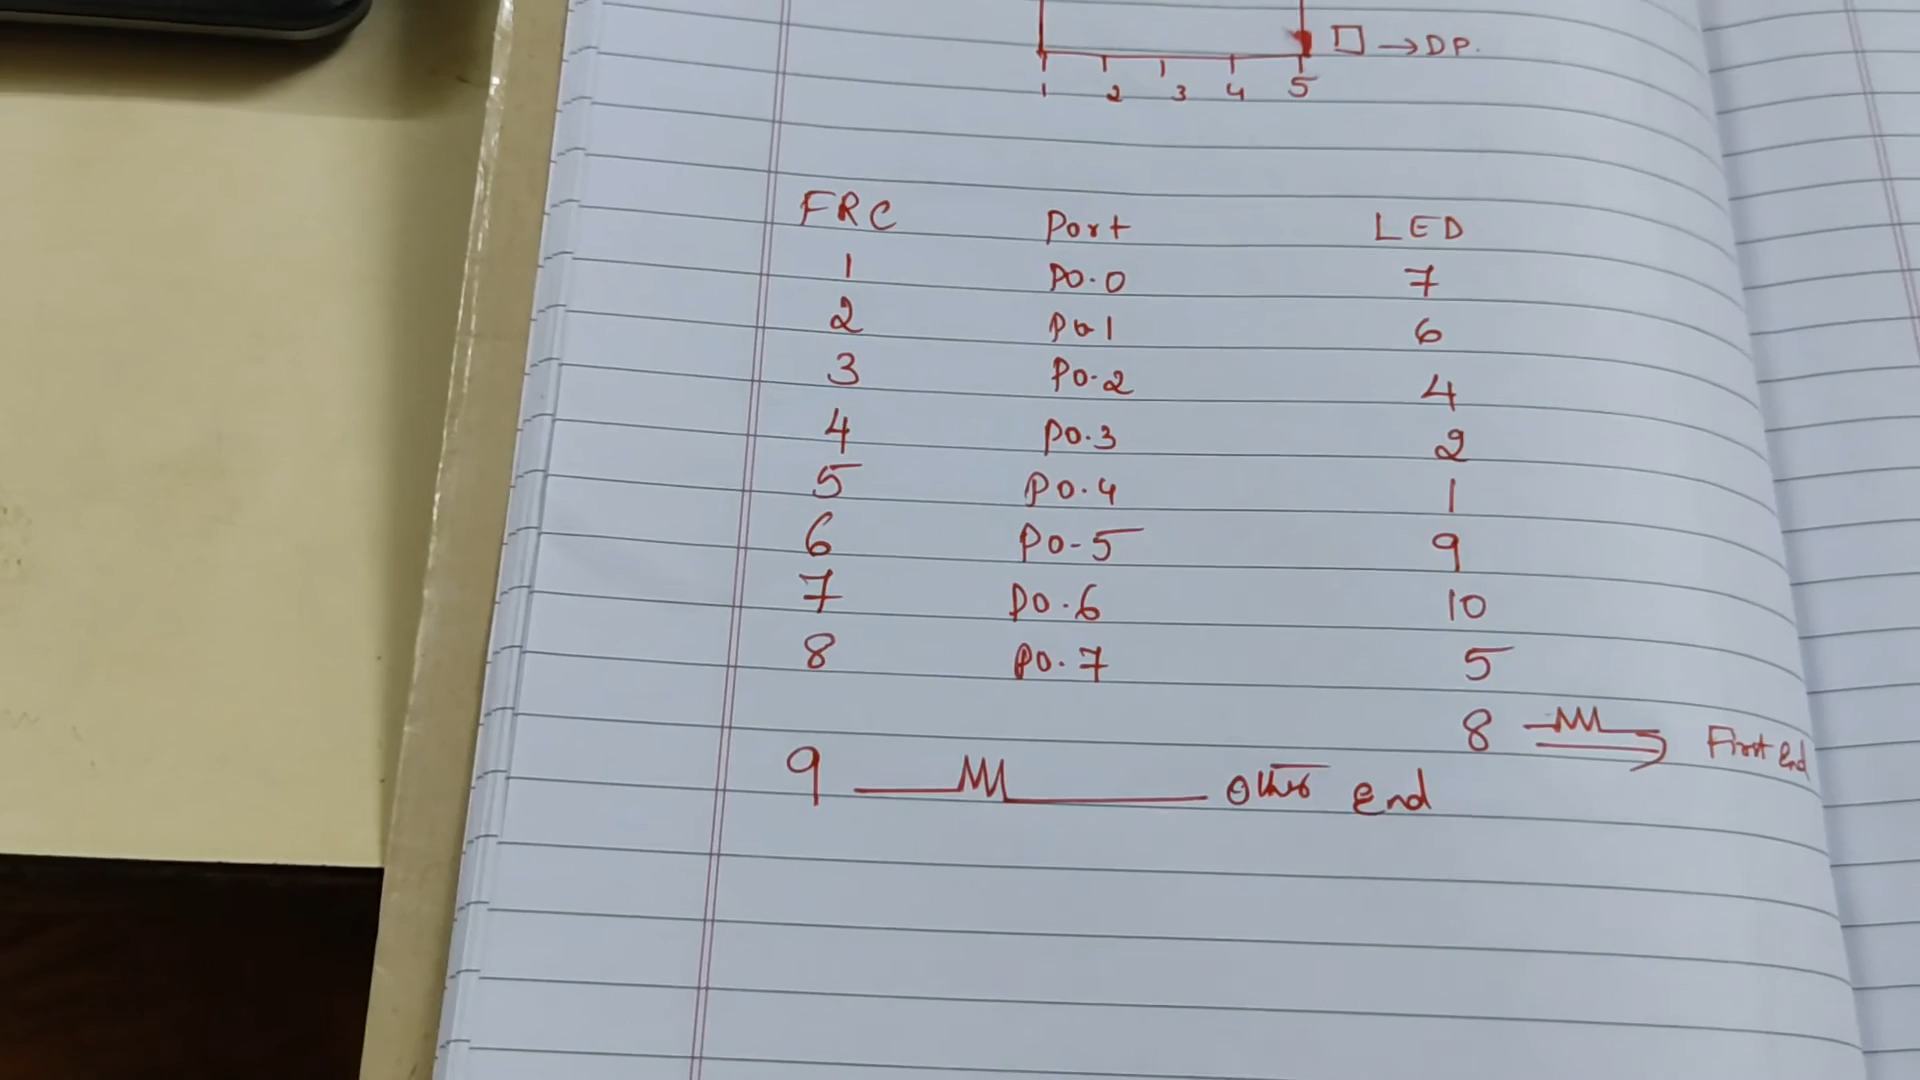 → DP.
1 2 3 4 5
FRC Port LED
1 P0.0 7
2 P01 6
3 P0.2 4
4 P0.3 2
5 P0.4 1
6 P0-5 9
7 P0.6 10
8 P0.7 5
8 First End
9 other end